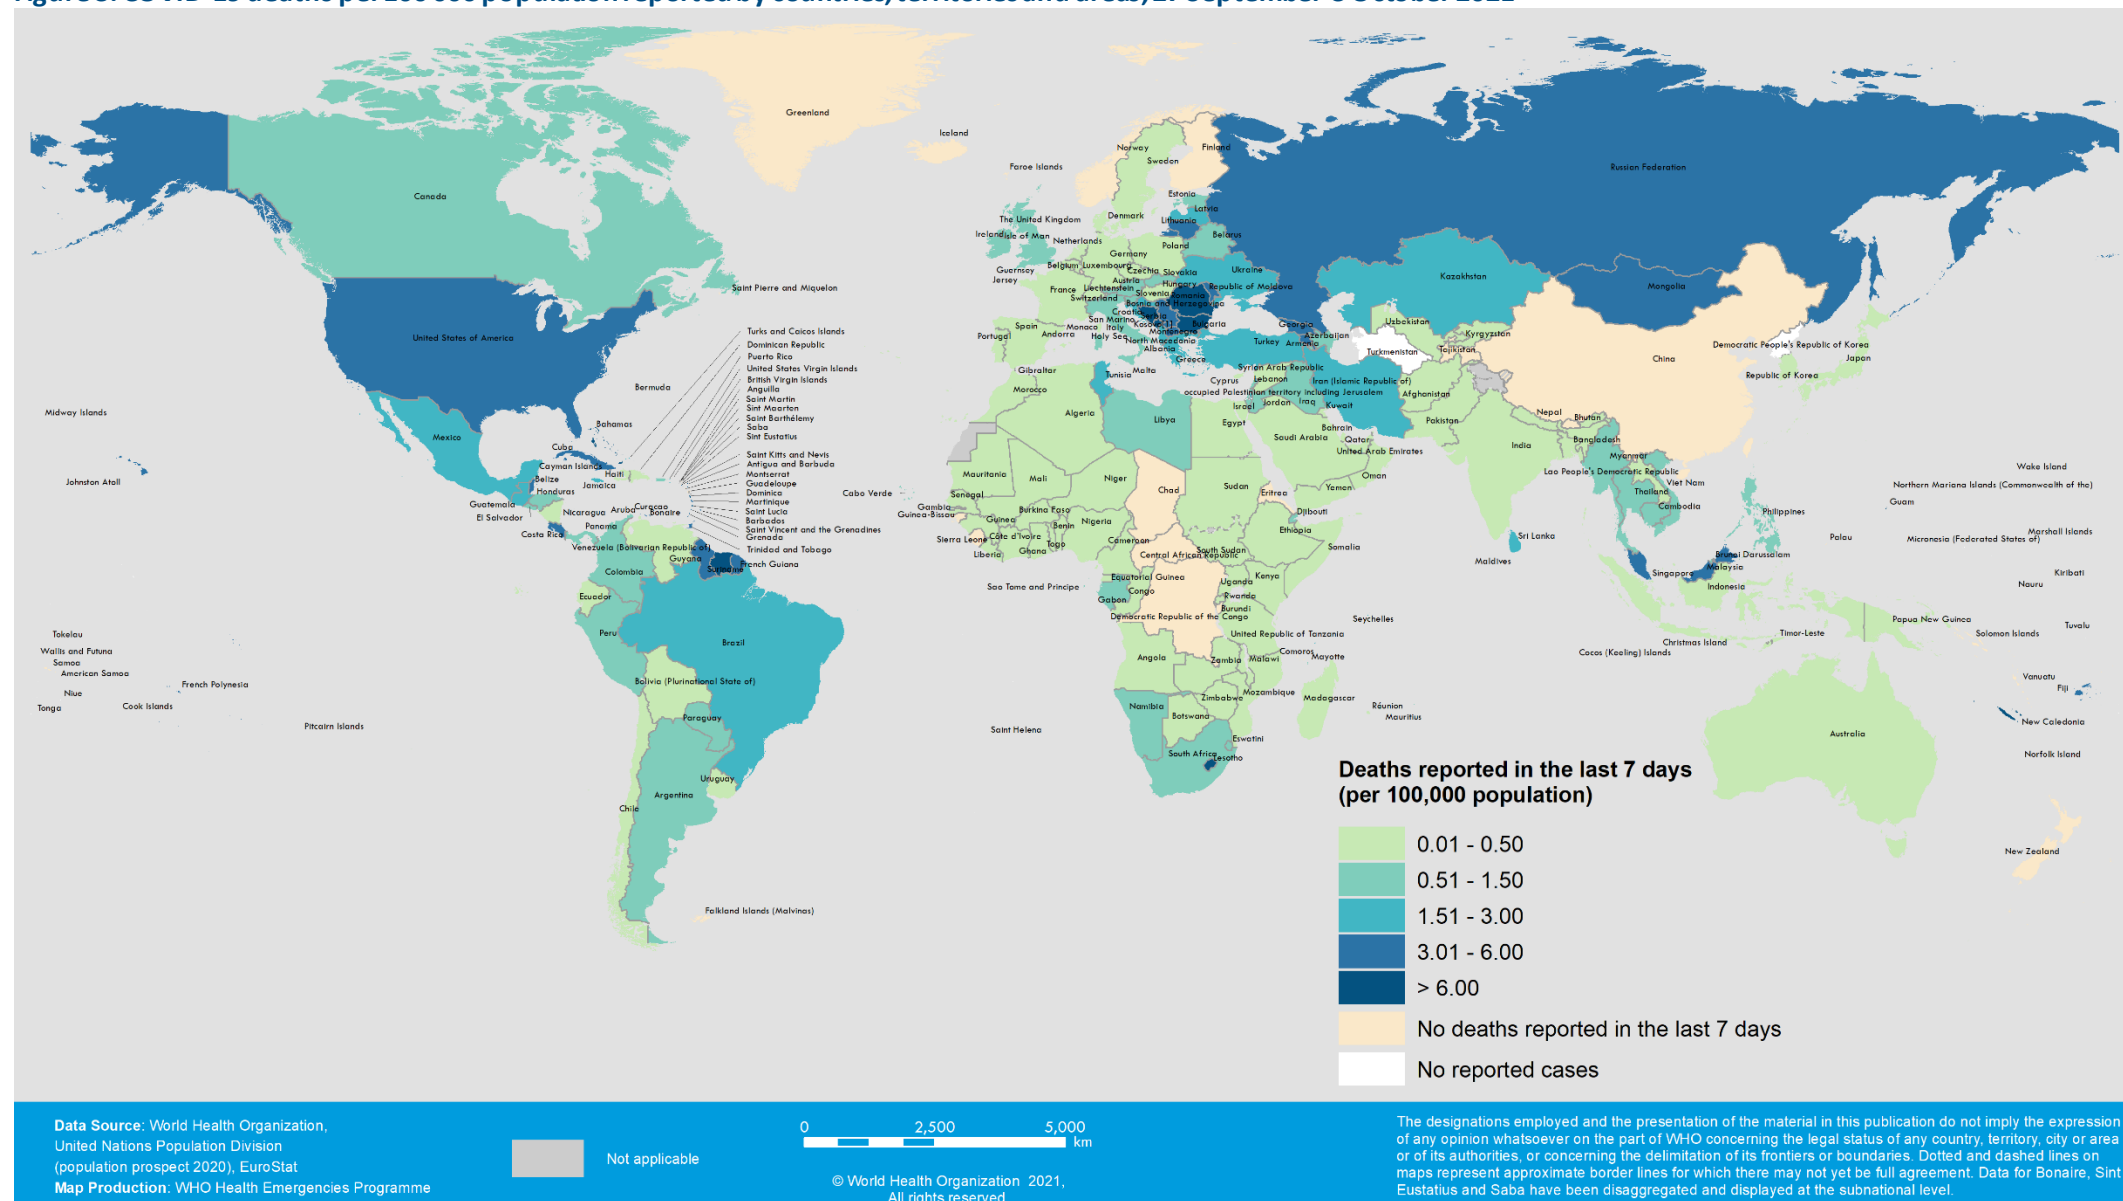 Figure 3. COVID-19 deaths per 100 000 population reported by countries, territories and areas, 27 September-3 October 2021
Greenland
Iceland
Faroe Islands
Norway
Sweden
Finland
Russian Federation
Canada
Estonia
Latvia
Lithuania
Denmark
The United Kingdom
Ireland
Isle of Man
Netherlands
Belarus
Poland
Germany
Guernsey
Jersey
Belgium
Luxembourg
Czechia
Slovakia
Ukraine
Kazakhstan
Mongolia
Austria
France
Liechtenstein
Hungary
Republic of Moldova
Switzerland
Slovenia
Romania
Bosnia and Herzegovina
Croatia
Serbia
San Marino
Kosovo[1]
Bulgaria
Saint Pierre and Miquelon
United States of America
Spain
Andorra
Monaco
Italy
Montenegro
Portugal
Holy See
North Macedonia
Albania
Greece
Georgia
Azerbaijan
Turkey
Armenia
Uzbekistan
Kyrgyzstan
Turkmenistan
Tajikistan
China
Democratic People's Republic of Korea
Japan
Republic of Korea
Turks and Caicos Islands
Dominican Republic
Puerto Rico
United States Virgin Islands
British Virgin Islands
Anguilla
Saint Martin
Sint Maarten
Saint Barthélemy
Saba
Sint Eustatius
Saint Kitts and Nevis
Antigua and Barbuda
Montserrat
Guadeloupe
Dominica
Martinique
Saint Lucia
Barbados
Saint Vincent and the Grenadines
Grenada
Trinidad and Tobago
Bermuda
Midway Islands
Johnston Atoll
Mexico
Bahamas
Cuba
Cayman Islands
Haiti
Belize
Jamaica
Honduras
Guatemala
El Salvador
Nicaragua
Aruba
Curaçao
Bonaire
Costa Rica
Panama
Venezuela (Bolivarian Republic of)
Guyana
Suriname
French Guiana
Colombia
Ecuador
Peru
Brazil
Bolivia (Plurinational State of)
Paraguay
Uruguay
Argentina
Chile
Falkland Islands (Malvinas)
Tokelau
Wallis and Futuna
Samoa
American Samoa
Niue
Tonga
Cook Islands
French Polynesia
Pitcairn Islands
Gibraltar
Tunisia
Malta
Morocco
Algeria
Libya
Egypt
Cyprus
Syrian Arab Republic
Lebanon
occupied Palestinian territory including Jerusalem
Israel
Jordan
Iraq
Iran (Islamic Republic of)
Kuwait
Afghanistan
Bahrain
Qatar
Saudi Arabia
United Arab Emirates
Oman
Yemen
Pakistan
Nepal
Bhutan
India
Bangladesh
Myanmar
Lao People's Democratic Republic
Viet Nam
Thailand
Cambodia
Philippines
Sri Lanka
Maldives
Brunei Darussalam
Malaysia
Singapore
Indonesia
Cabo Verde
Mauritania
Mali
Niger
Chad
Sudan
Eritrea
Djibouti
Senegal
Gambia
Guinea-Bissau
Guinea
Burkina Faso
Benin
Nigeria
Sierra Leone
Côte d'Ivoire
Liberia
Ghana
Togo
Cameroon
Central African Republic
South Sudan
Ethiopia
Somalia
Sao Tome and Principe
Equatorial Guinea
Gabon
Congo
Uganda
Kenya
Rwanda
Burundi
Democratic Republic of the Congo
United Republic of Tanzania
Seychelles
Angola
Zambia
Malawi
Comoros
Mayotte
Mozambique
Zimbabwe
Madagascar
Namibia
Botswana
Réunion
Mauritius
Saint Helena
Eswatini
South Africa
Lesotho
Wake Island
Northern Mariana Islands (Commonwealth of the)
Guam
Marshall Islands
Micronesia (Federated States of)
Palau
Kiribati
Nauru
Papua New Guinea
Tuvalu
Solomon Islands
Timor-Leste
Christmas Island
Cocos (Keeling) Islands
Vanuatu
Fiji
New Caledonia
Norfolk Island
Australia
New Zealand
Deaths reported in the last 7 days
(per 100,000 population)
0.01 - 0.50
0.51 - 1.50
1.51 - 3.00
3.01 - 6.00
> 6.00
No deaths reported in the last 7 days
No reported cases
Data Source: World Health Organization,
United Nations Population Division
(population prospect 2020), EuroStat
Map Production: WHO Health Emergencies Programme
Not applicable
0 2,500 5,000
km
© World Health Organization 2021,
All rights reserved
The designations employed and the presentation of the material in this publication do not imply the expression
of any opinion whatsoever on the part of WHO concerning the legal status of any country, territory, city or area
or of its authorities, or concerning the delimitation of its frontiers or boundaries. Dotted and dashed lines on
maps represent approximate border lines for which there may not yet be full agreement. Data for Bonaire, Sint
Eustatius and Saba have been disaggregated and displayed at the subnational level.